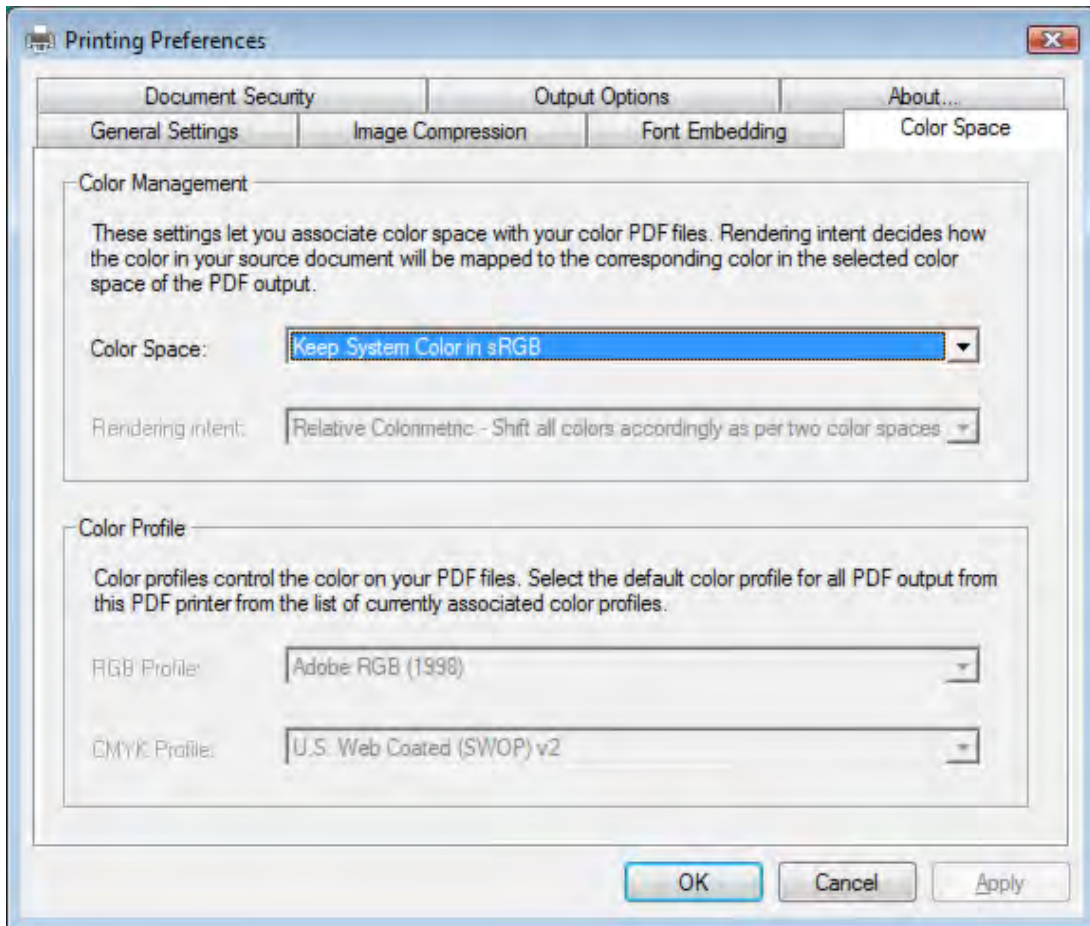 Printing Preferences
Document Security
Output Options
About...
General Settings
Image Compression
Font Embedding
Color Space
Color Management
These settings let you associate color space with your color PDF files. Rendering intent decides how
the color in your source document will be mapped to the corresponding color in the selected color
space of the PDF output.
Color Space:
Keep System Color in sRGB
Rendering intent:
Relative Colorimetric - Shift all colors accordingly as per two color spaces
Color Profile
Color profiles control the color on your PDF files. Select the default color profile for all PDF output from
this PDF printer from the list of currently associated color profiles.
RGB Profile:
Adobe RGB (1998)
CMYK Profile:
U.S. Web Coated (SWOP) v2
OK
Cancel
Apply